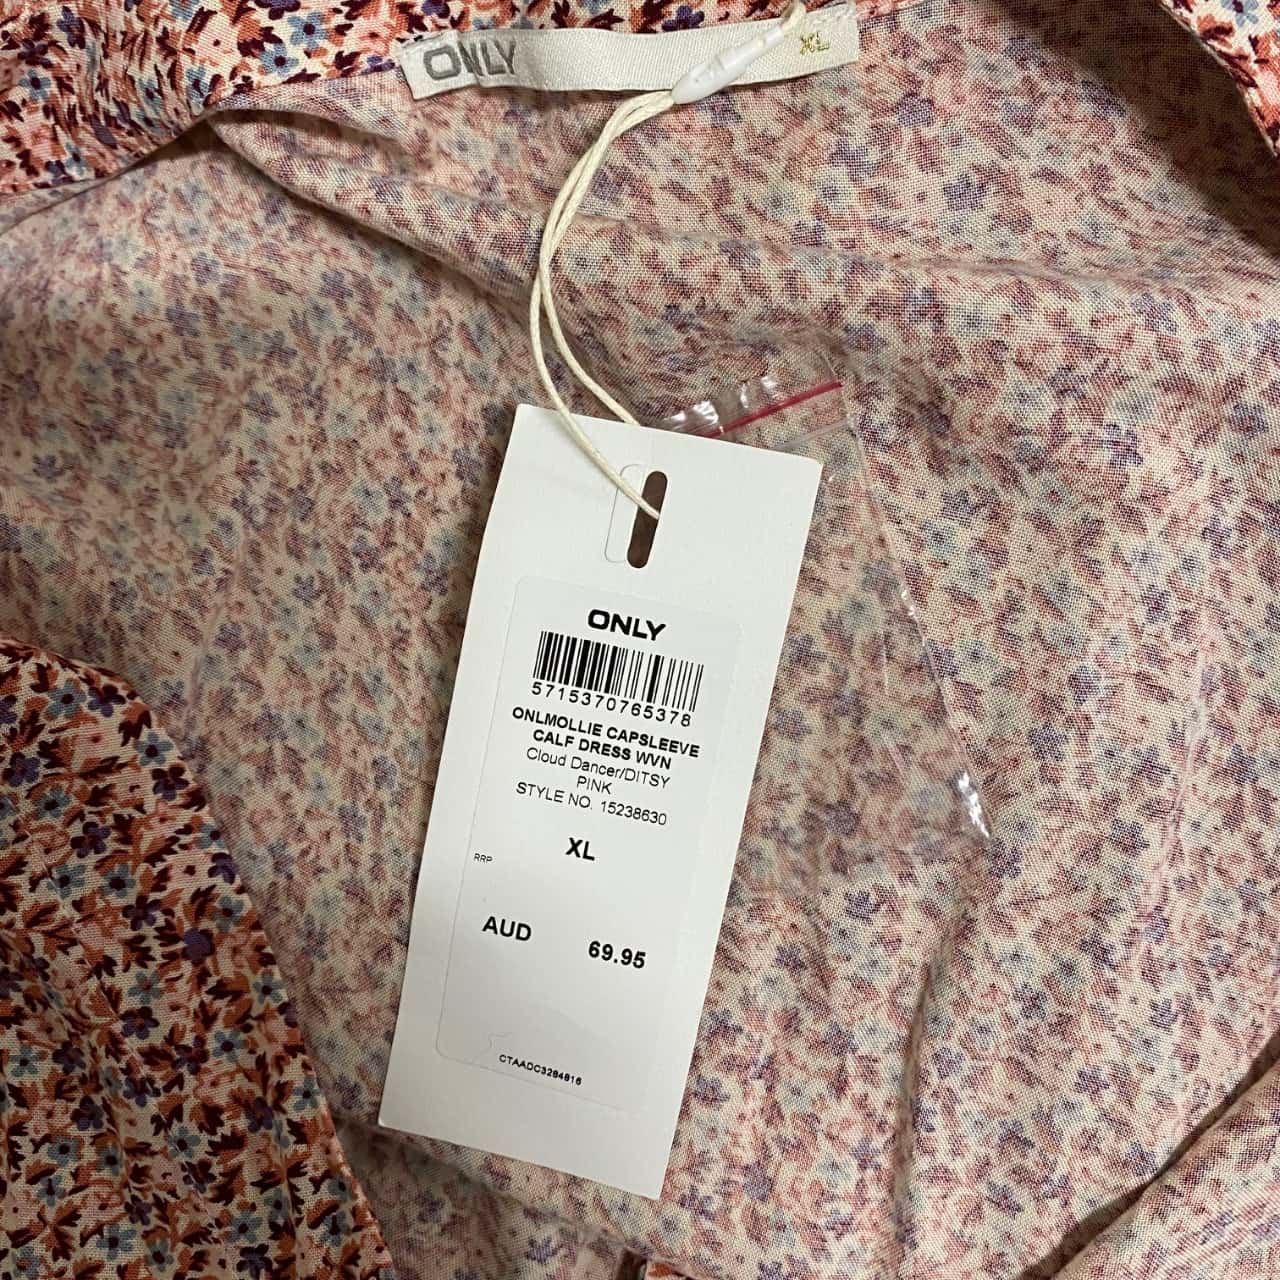 ONLY
XL
ONLY
5715370765378
ONLMOLLIE CAPSLEEVE
CALF DRESS WVN
Cloud Dancer/DITSY
PINK
STYLE NO. 15238630
XL
RRP
AUD 69.95
CTAADC3284816